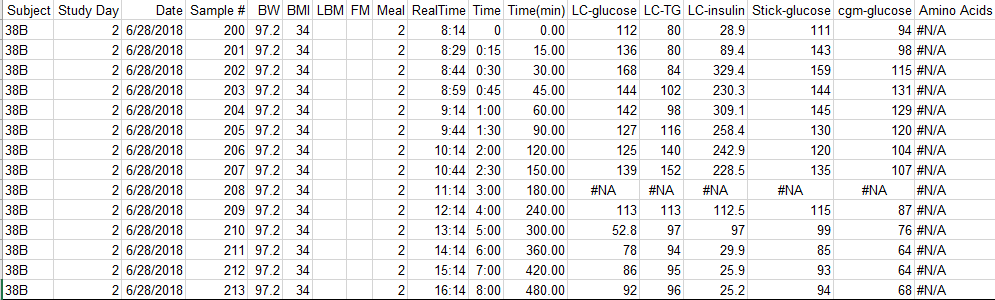 Subject Study Day Date Sample # BW BMI LBM FM Meal RealTime Time Time(min) LC-glucose LC-TG LC-insulin Stick-glucose cgm-glucose Amino Acids
38B 2 6/28/2018 200 97.2 34 2 8:14 0 0.00 112 80 28.9 111 94 #N/A
38B 2 6/28/2018 201 97.2 34 2 8:29 0:15 15.00 136 80 89.4 143 98 #N/A
38B 2 6/28/2018 202 97.2 34 2 8:44 0:30 30.00 168 84 329.4 159 115 #N/A
38B 2 6/28/2018 203 97.2 34 2 8:59 0:45 45.00 144 102 230.3 144 131 #N/A
38B 2 6/28/2018 204 97.2 34 2 9:14 1:00 60.00 142 98 309.1 145 129 #N/A
38B 2 6/28/2018 205 97.2 34 2 9:44 1:30 90.00 127 116 258.4 130 120 #N/A
38B 2 6/28/2018 206 97.2 34 2 10:14 2:00 120.00 125 140 242.9 120 104 #N/A
38B 2 6/28/2018 207 97.2 34 2 10:44 2:30 150.00 139 152 228.5 135 107 #N/A
38B 2 6/28/2018 208 97.2 34 2 11:14 3:00 180.00 #NA #NA #NA #NA #NA #N/A
38B 2 6/28/2018 209 97.2 34 2 12:14 4:00 240.00 113 113 112.5 115 87 #N/A
38B 2 6/28/2018 210 97.2 34 2 13:14 5:00 300.00 52.8 97 97 99 76 #N/A
38B 2 6/28/2018 211 97.2 34 2 14:14 6:00 360.00 78 94 29.9 85 64 #N/A
38B 2 6/28/2018 212 97.2 34 2 15:14 7:00 420.00 86 95 25.9 93 64 #N/A
38B 2 6/28/2018 213 97.2 34 2 16:14 8:00 480.00 92 96 25.2 94 68 #N/A